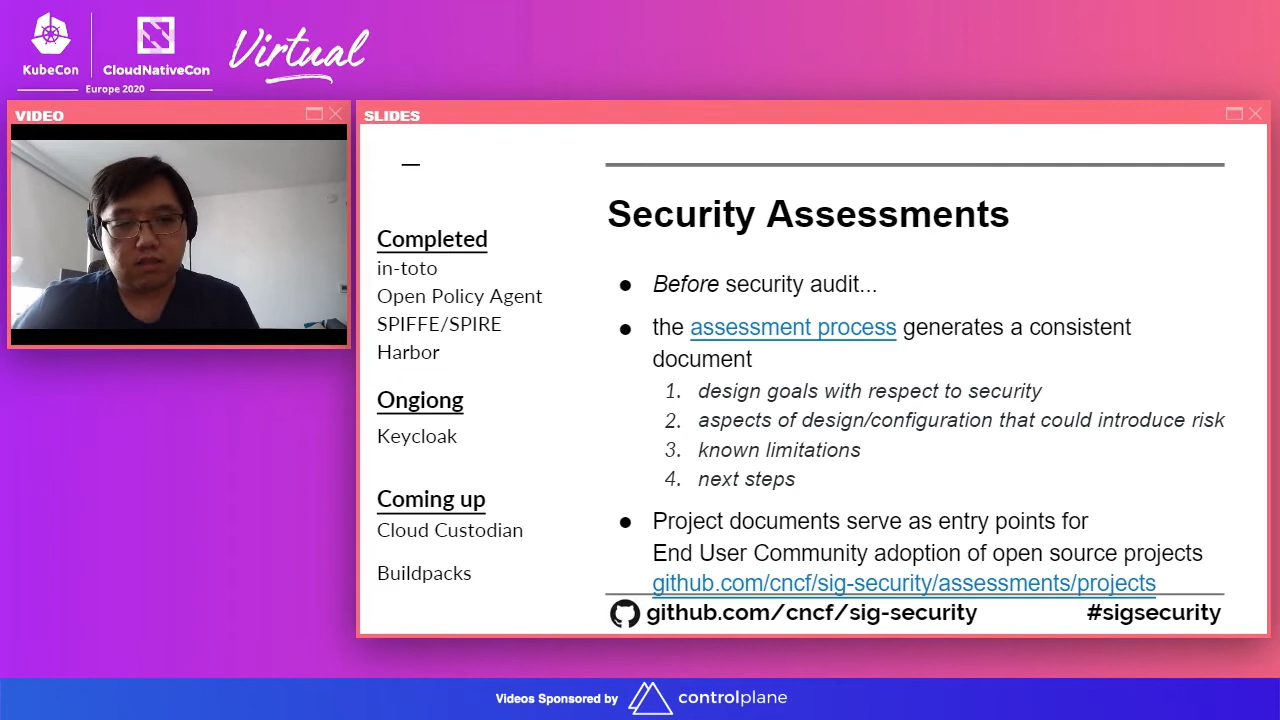 KubeCon
CloudNativeCon
Europe 2020
Virtual
VIDEO
SLIDES
Completed
in-toto
Open Policy Agent
SPIFFE/SPIRE
Harbor
Ongiong
Keycloak
Coming up
Cloud Custodian
Buildpacks
Security Assessments
● Before security audit...
● the assessment process generates a consistent
document
1. design goals with respect to security
2. aspects of design/configuration that could introduce risk
3. known limitations
4. next steps
● Project documents serve as entry points for
End User Community adoption of open source projects
github.com/cncf/sig-security/assessments/projects
github.com/cncf/sig-security #sigsecurity
Videos Sponsored by controlplane